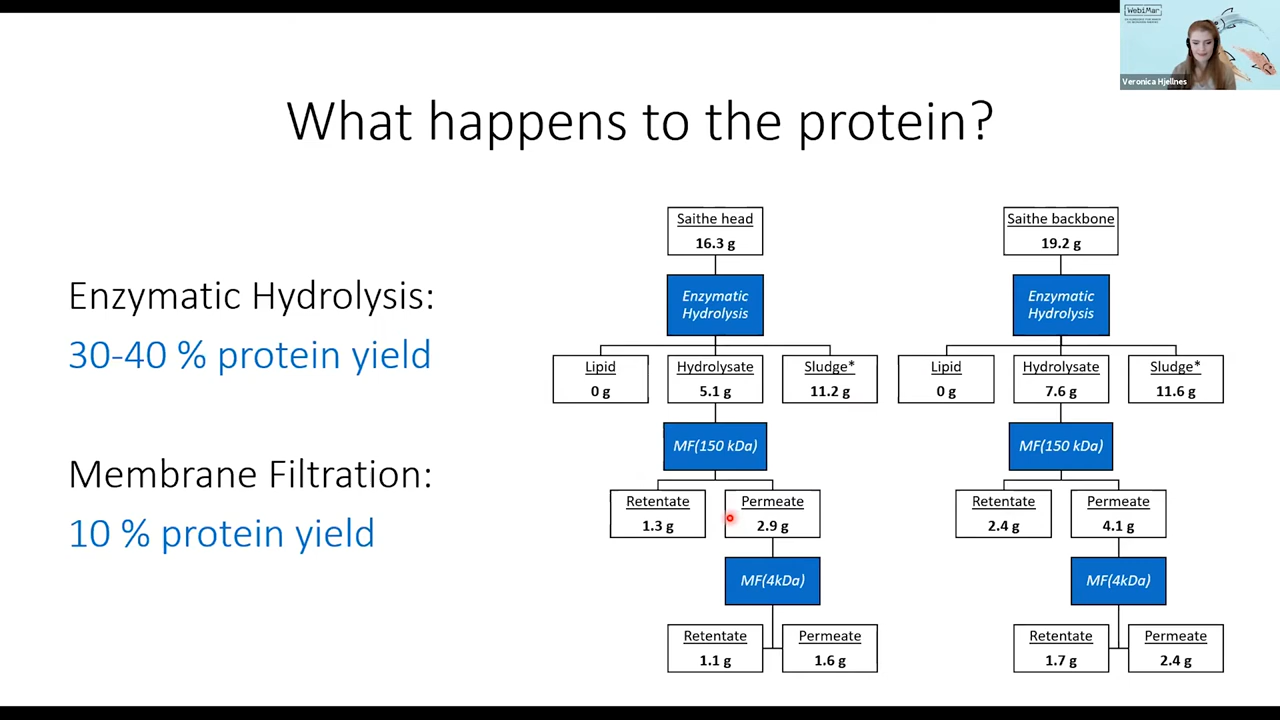 WebiMar
Veronica Hjellnes
What happens to the protein?
Enzymatic Hydrolysis:
30-40 % protein yield
Membrane Filtration:
10 % protein yield
Saithe head
16.3 g
Enzymatic
Hydrolysis
Lipid
0 g
Hydrolysate
5.1 g
Sludge*
11.2 g
MF(150 kDa)
Retentate
1.3 g
Permeate
2.9 g
MF(4kDa)
Retentate
1.1 g
Permeate
1.6 g
Saithe backbone
19.2 g
Enzymatic
Hydrolysis
Lipid
0 g
Hydrolysate
7.6 g
Sludge*
11.6 g
MF(150 kDa)
Retentate
2.4 g
Permeate
4.1 g
MF(4kDa)
Retentate
1.7 g
Permeate
2.4 g